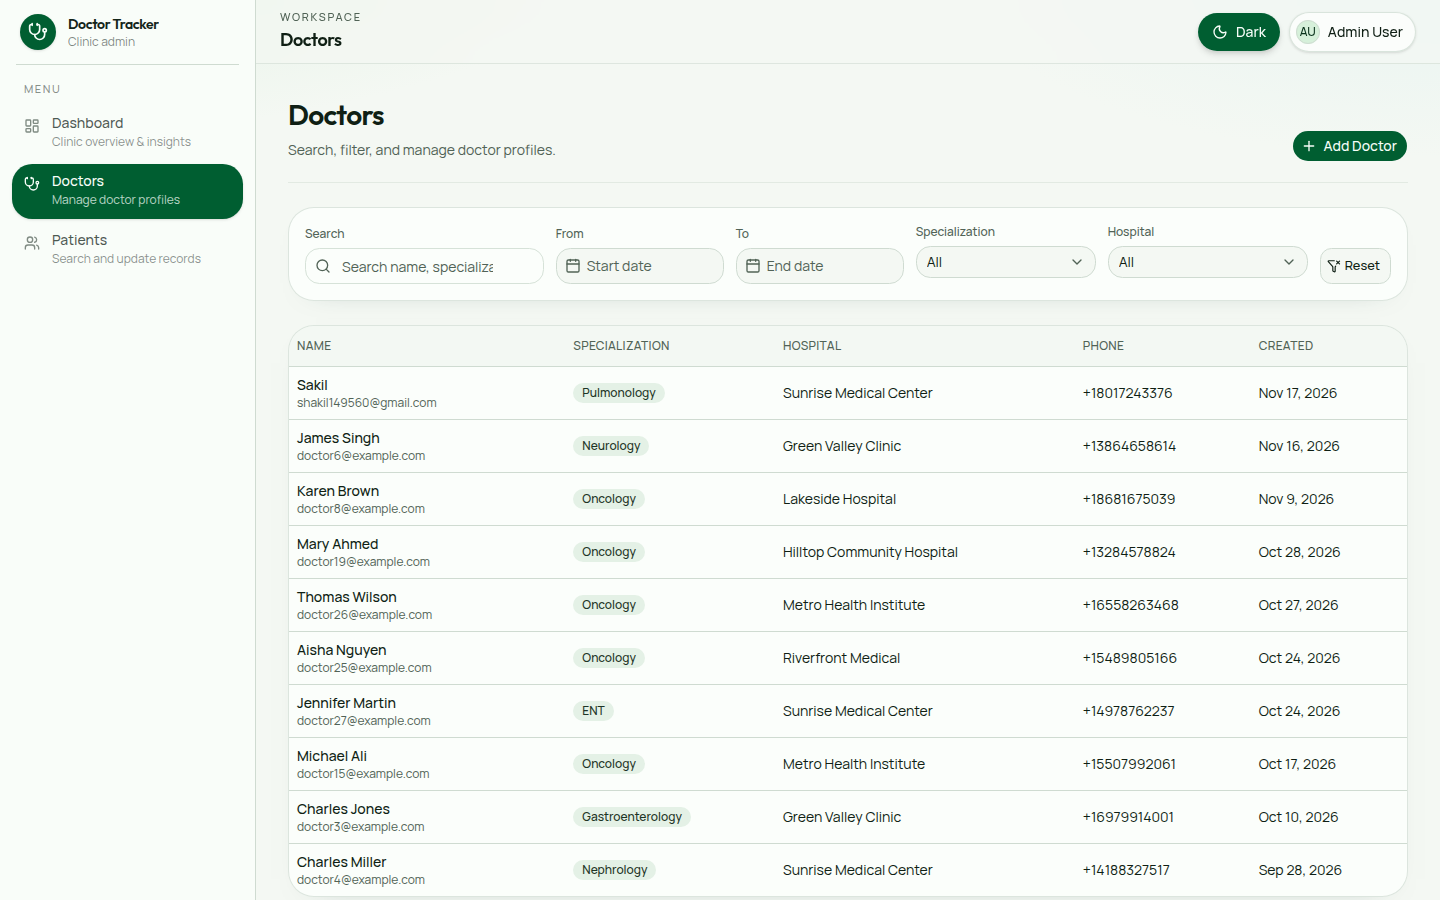 Doctor Tracker
Clinic admin
MENU
Dashboard
Clinic overview & insights
Doctors
Manage doctor profiles
Patients
Search and update records
WORKSPACE
Doctors
Dark
AU
Admin User
Doctors
Search, filter, and manage doctor profiles.
Add Doctor
Search
From
To
Specialization
Hospital
Search name, specializa
Start date
End date
All
All
Reset
NAME SPECIALIZATION HOSPITAL PHONE CREATED
Sakil
shakil149560@gmail.com
Pulmonology Sunrise Medical Center +18017243376 Nov 17, 2026
James Singh
doctor6@example.com
Neurology Green Valley Clinic +13864658614 Nov 16, 2026
Karen Brown
doctor8@example.com
Oncology Lakeside Hospital +18681675039 Nov 9, 2026
Mary Ahmed
doctor19@example.com
Oncology Hilltop Community Hospital +13284578824 Oct 28, 2026
Thomas Wilson
doctor26@example.com
Oncology Metro Health Institute +16558263468 Oct 27, 2026
Aisha Nguyen
doctor25@example.com
Oncology Riverfront Medical +15489805166 Oct 24, 2026
Jennifer Martin
doctor27@example.com
ENT Sunrise Medical Center +14978762237 Oct 24, 2026
Michael Ali
doctor15@example.com
Oncology Metro Health Institute +15507992061 Oct 17, 2026
Charles Jones
doctor3@example.com
Gastroenterology Green Valley Clinic +16979914001 Oct 10, 2026
Charles Miller
doctor4@example.com
Nephrology Sunrise Medical Center +14188327517 Sep 28, 2026